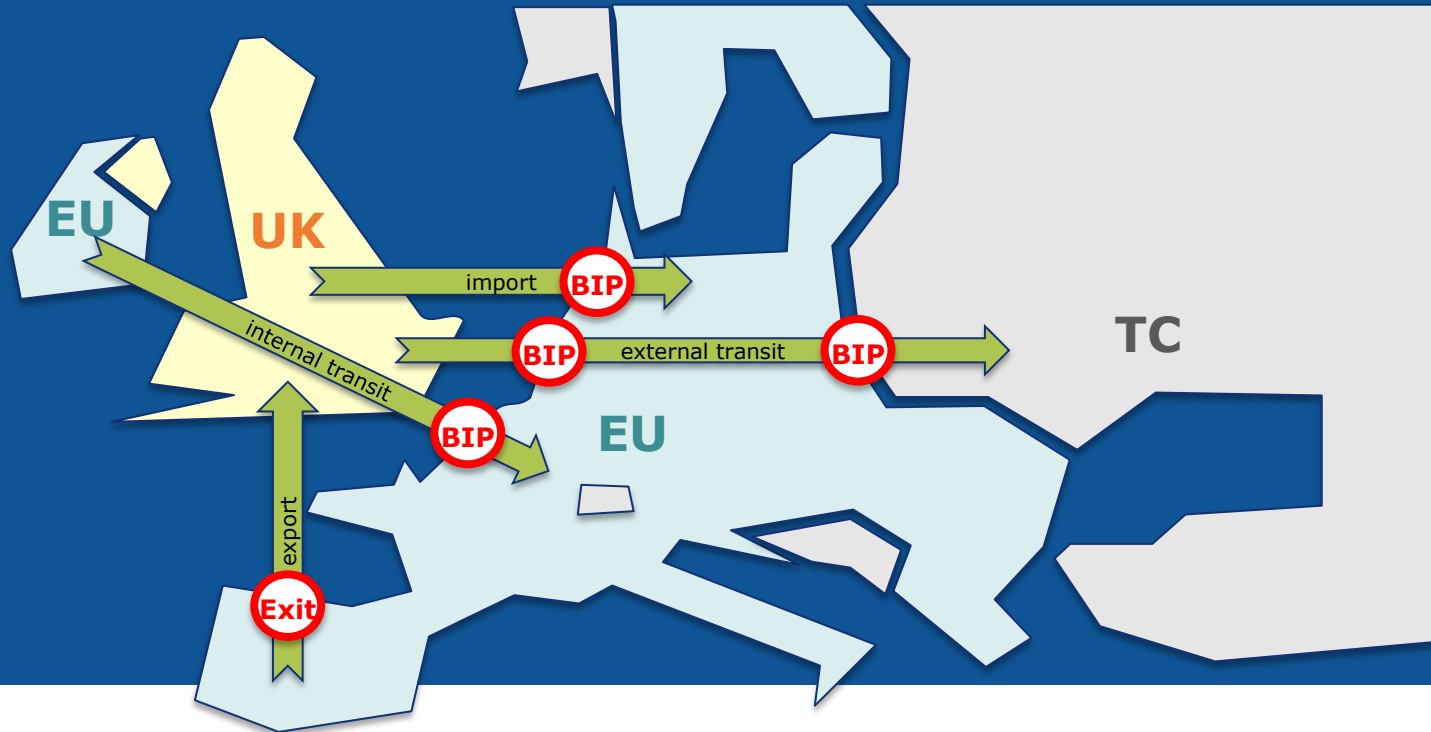 EU
UK
import
BIP
internal transit
BIP
external transit
BIP
TC
BIP
EU
export
Exit